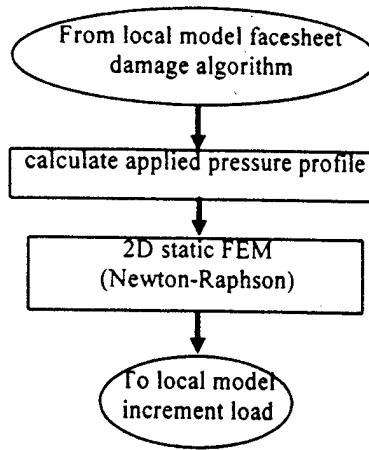 From local model facesheet
damage algorithm
calculate applied pressure profile
2D static FEM
(Newton-Raphson)
To local model
increment load